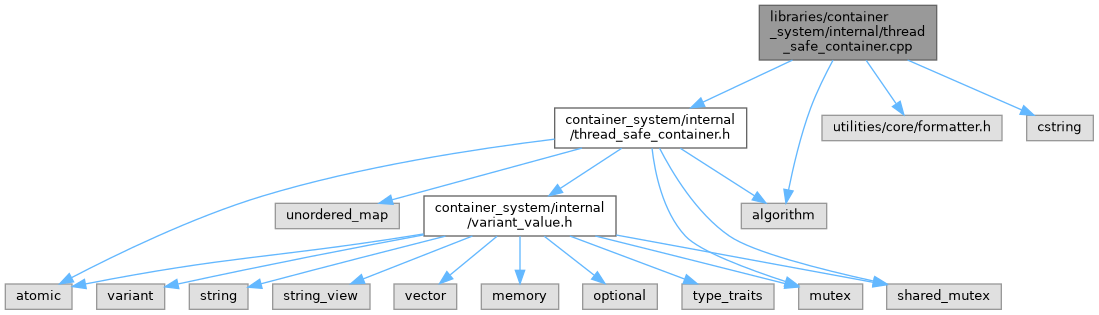 libraries/container
_system/internal/thread
_safe_container.cpp
container_system/internal
/thread_safe_container.h
utilities/core/formatter.h
cstring
unordered_map
container_system/internal
/variant_value.h
algorithm
atomic
variant
string
string_view
vector
memory
optional
type_traits
mutex
shared_mutex